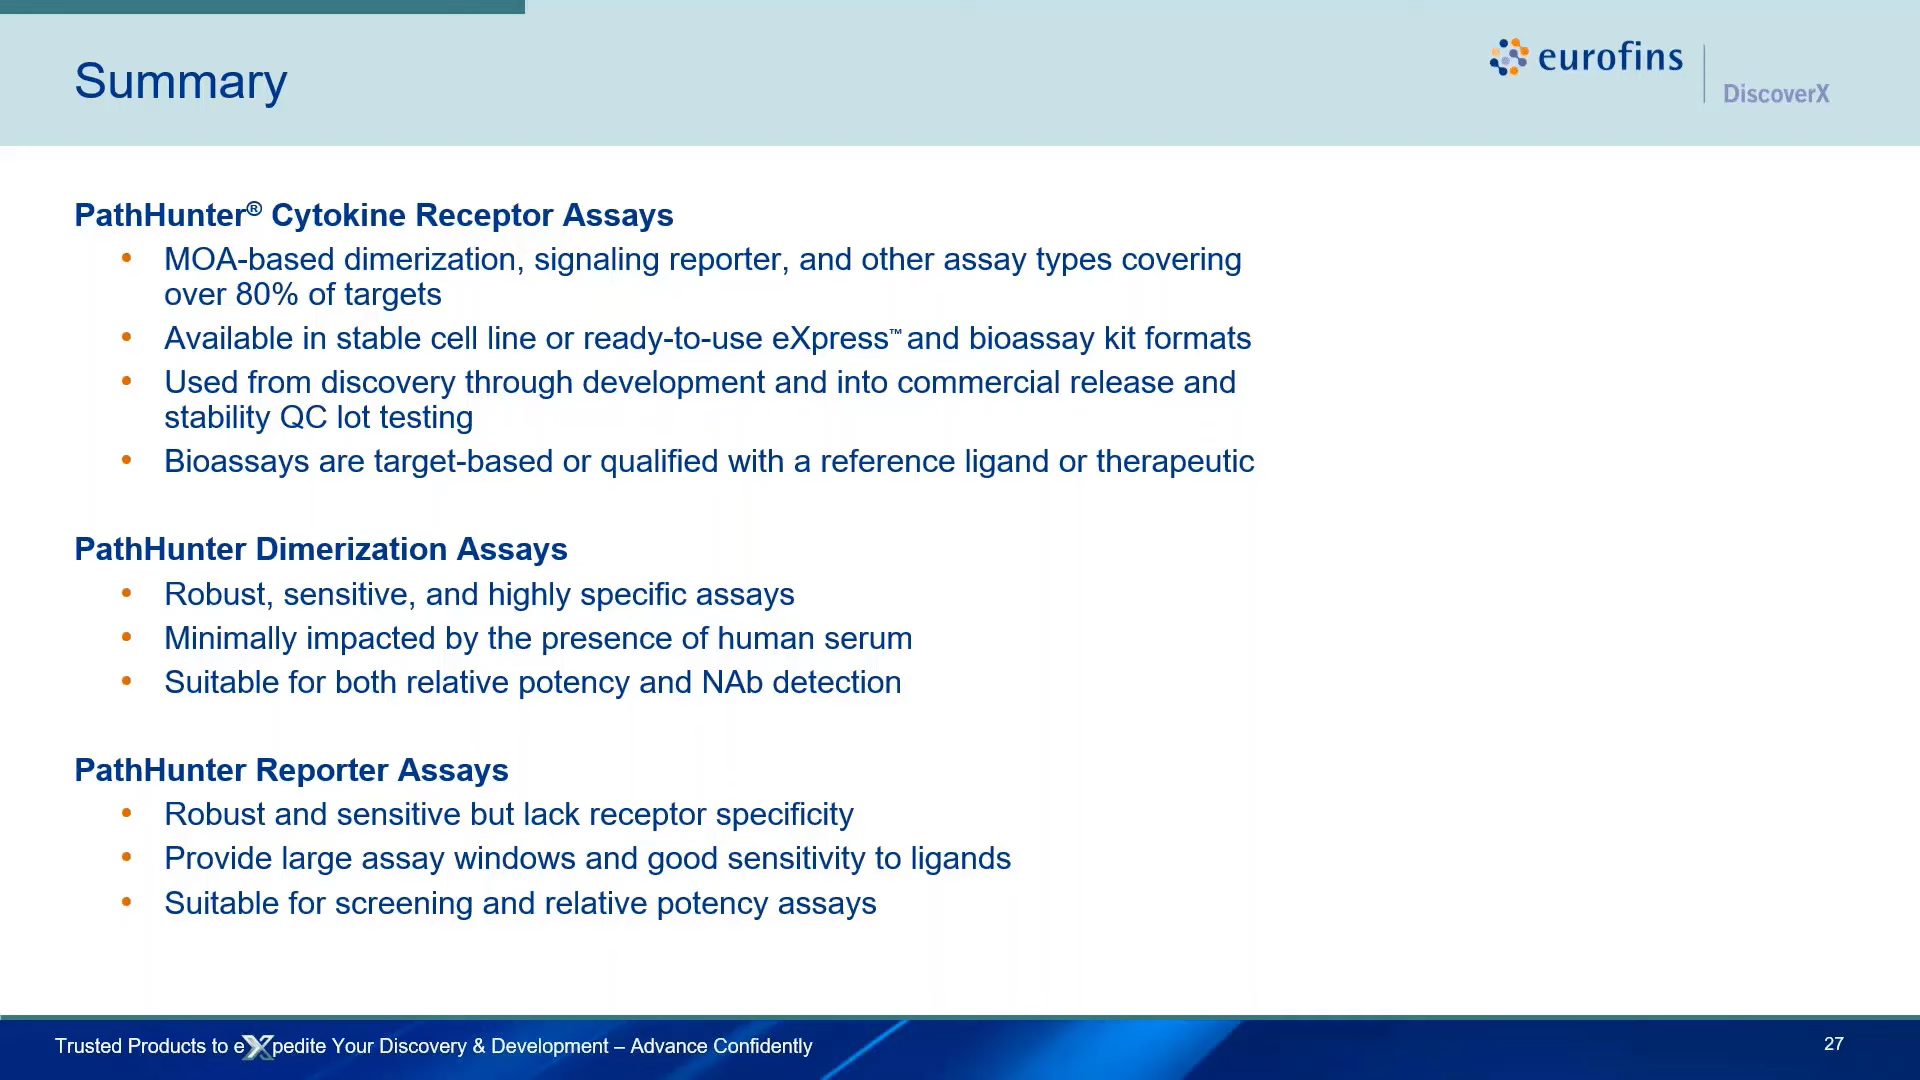 Summary
eurofins
DiscoverX
PathHunter® Cytokine Receptor Assays
• MOA-based dimerization, signaling reporter, and other assay types covering
over 80% of targets
• Available in stable cell line or ready-to-use eXpress™ and bioassay kit formats
• Used from discovery through development and into commercial release and
stability QC lot testing
• Bioassays are target-based or qualified with a reference ligand or therapeutic
PathHunter Dimerization Assays
• Robust, sensitive, and highly specific assays
• Minimally impacted by the presence of human serum
• Suitable for both relative potency and NAb detection
PathHunter Reporter Assays
• Robust and sensitive but lack receptor specificity
• Provide large assay windows and good sensitivity to ligands
• Suitable for screening and relative potency assays
Trusted Products to eXpedite Your Discovery & Development – Advance Confidently
27